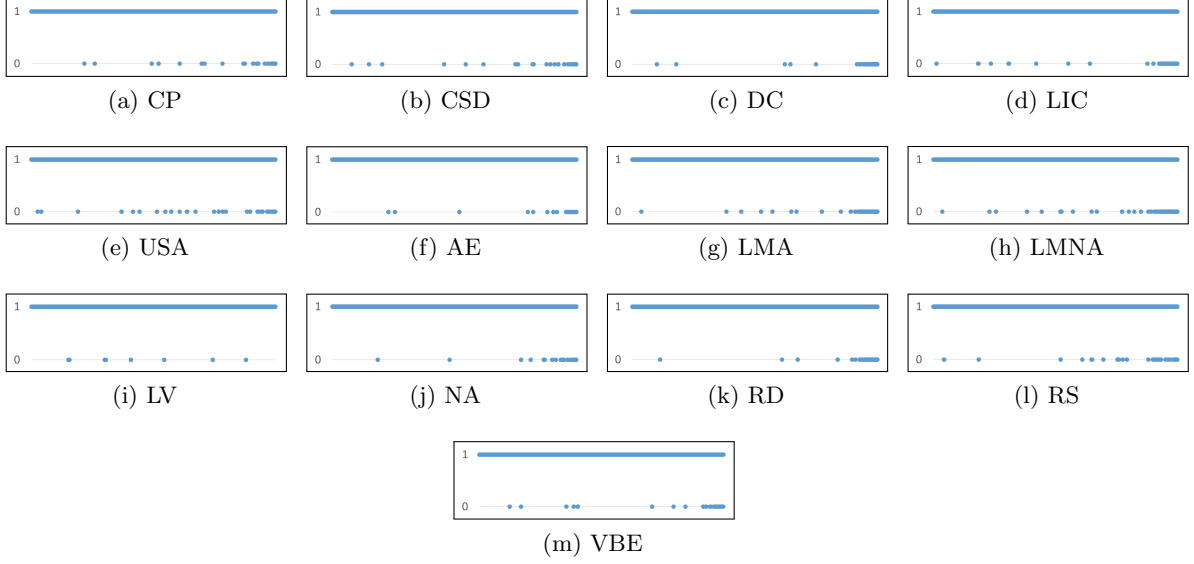 1 1 1 1
0 0 0 0
(a) CP (b) CSD (c) DC (d) LIC
1 1 1 1
0 0 0 0
(e) USA (f) AE (g) LMA (h) LMNA
1 1 1 1
0 0 0 0
(i) LV (j) NA (k) RD (l) RS
1
0
(m) VBE